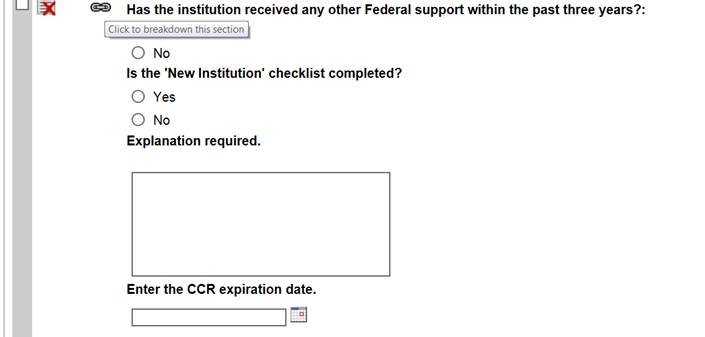 Has the institution received any other Federal support within the past three years?:
Click to breakdown this section
No
Is the 'New Institution' checklist completed?
Yes
No
Explanation required.
Enter the CCR expiration date.